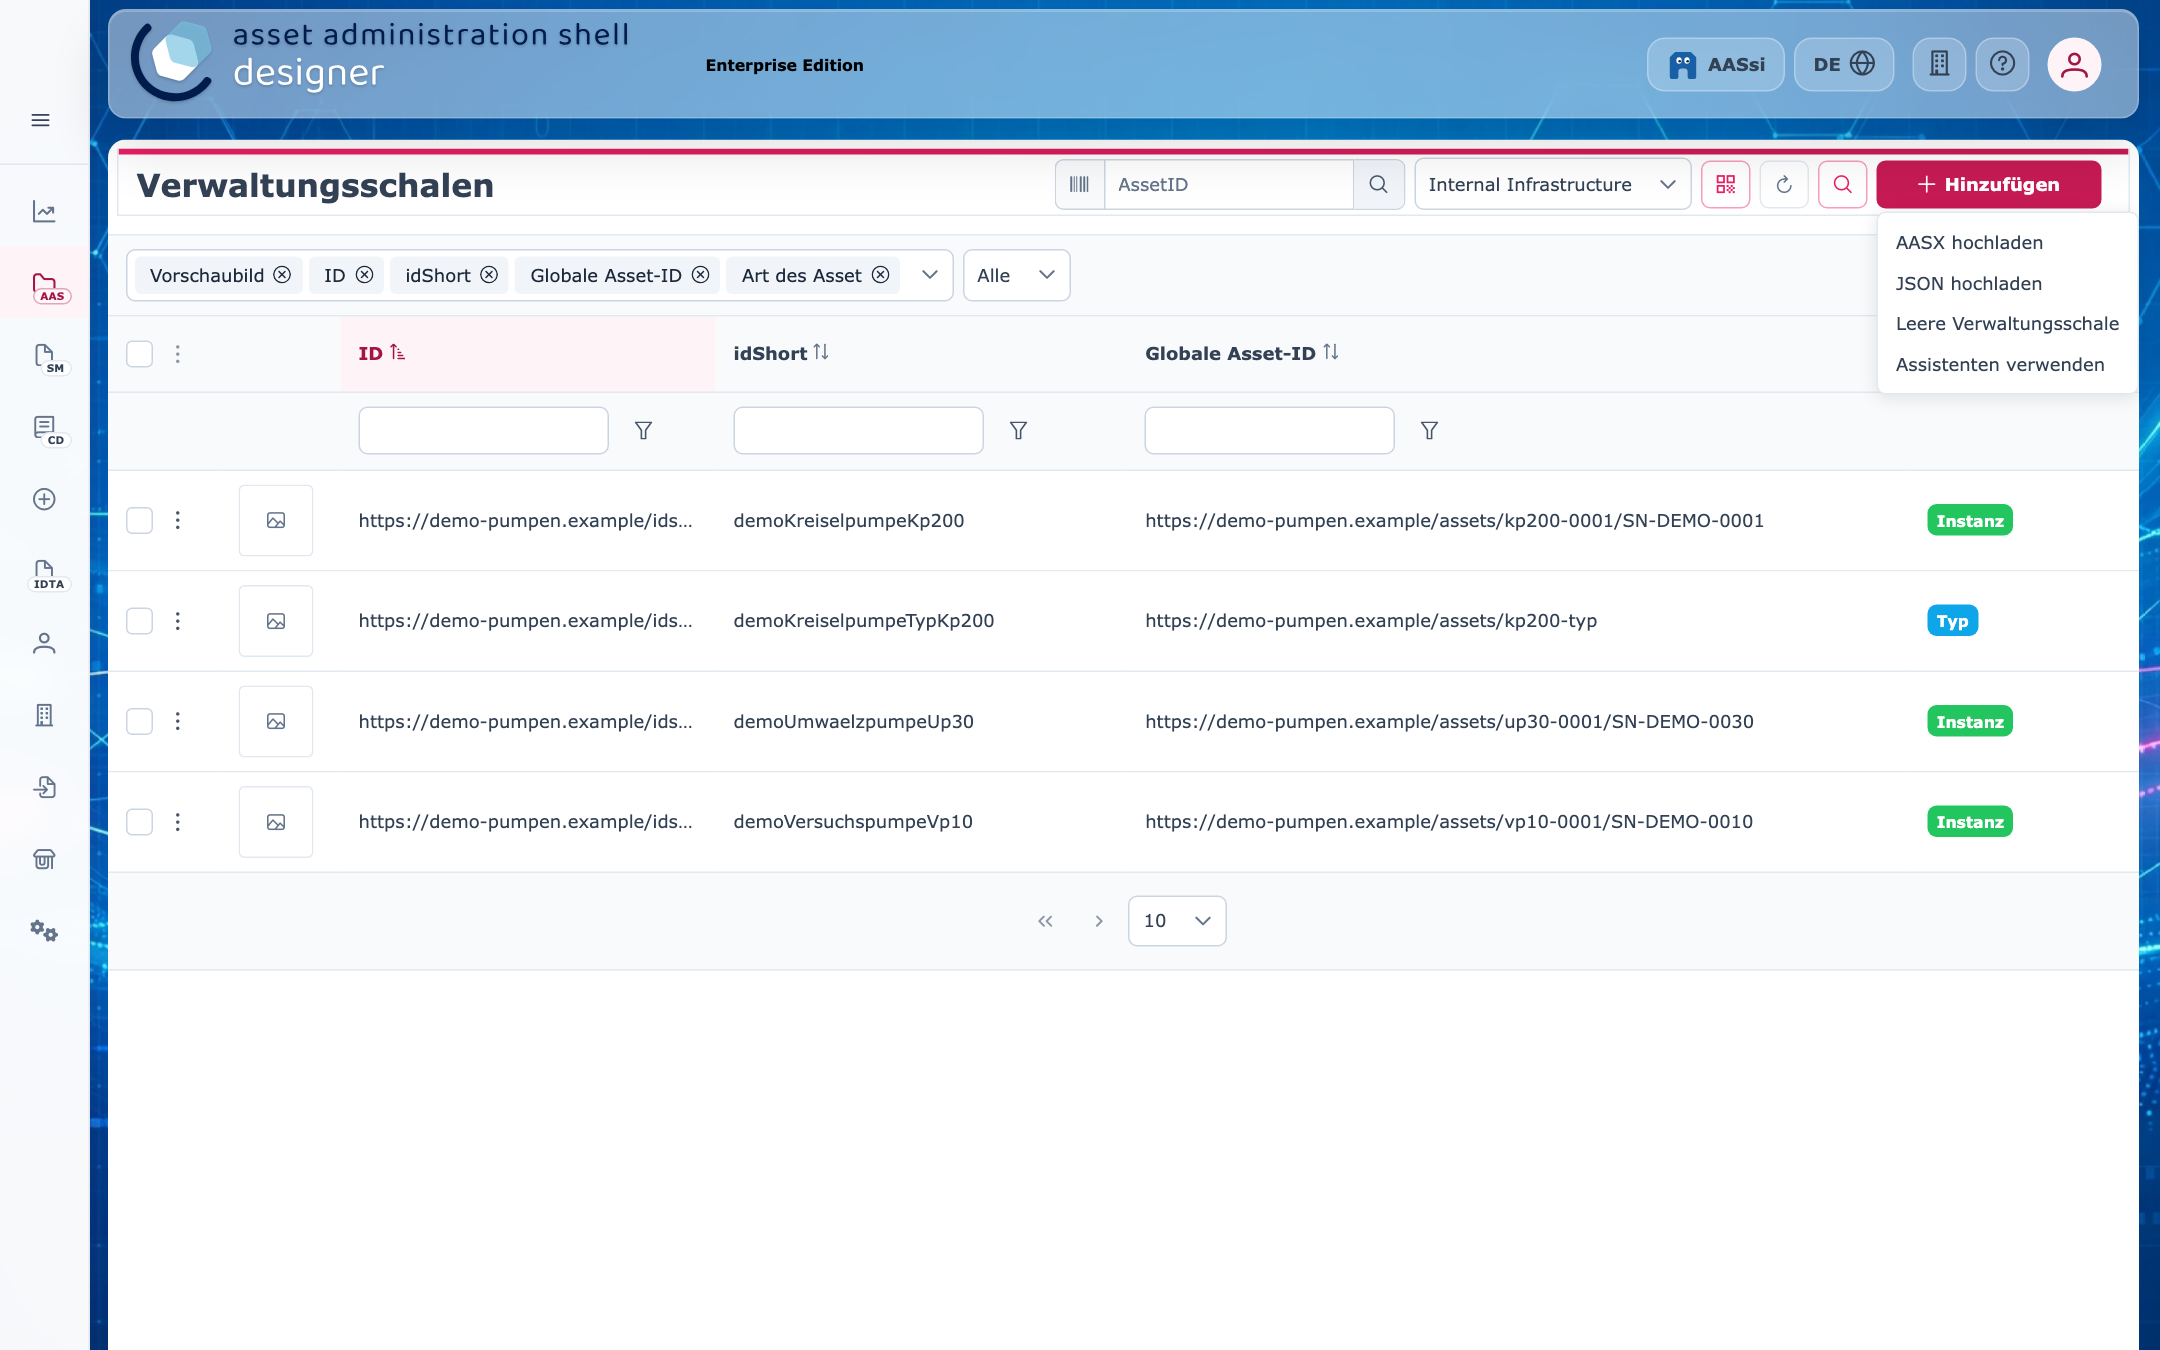 asset administration shell
designer
Enterprise Edition
AASsi
DE
Verwaltungsschalen
AssetID
Internal Infrastructure
Hinzufügen
AASX hochladen
JSON hochladen
Leere Verwaltungsschale
Assistenten verwenden
AAS
SM
CD
IDTA
Vorschaubild
ID
idShort
Globale Asset-ID
Art des Asset
Alle
ID
idShort
Globale Asset-ID
https://demo-pumpen.example/ids...
demoKreiselpumpeKp200
https://demo-pumpen.example/assets/kp200-0001/SN-DEMO-0001
Instanz
https://demo-pumpen.example/ids...
demoKreiselpumpeTypKp200
https://demo-pumpen.example/assets/kp200-typ
Typ
https://demo-pumpen.example/ids...
demoUmwaelzpumpeUp30
https://demo-pumpen.example/assets/up30-0001/SN-DEMO-0030
Instanz
https://demo-pumpen.example/ids...
demoVersuchspumpeVp10
https://demo-pumpen.example/assets/vp10-0001/SN-DEMO-0010
Instanz
10